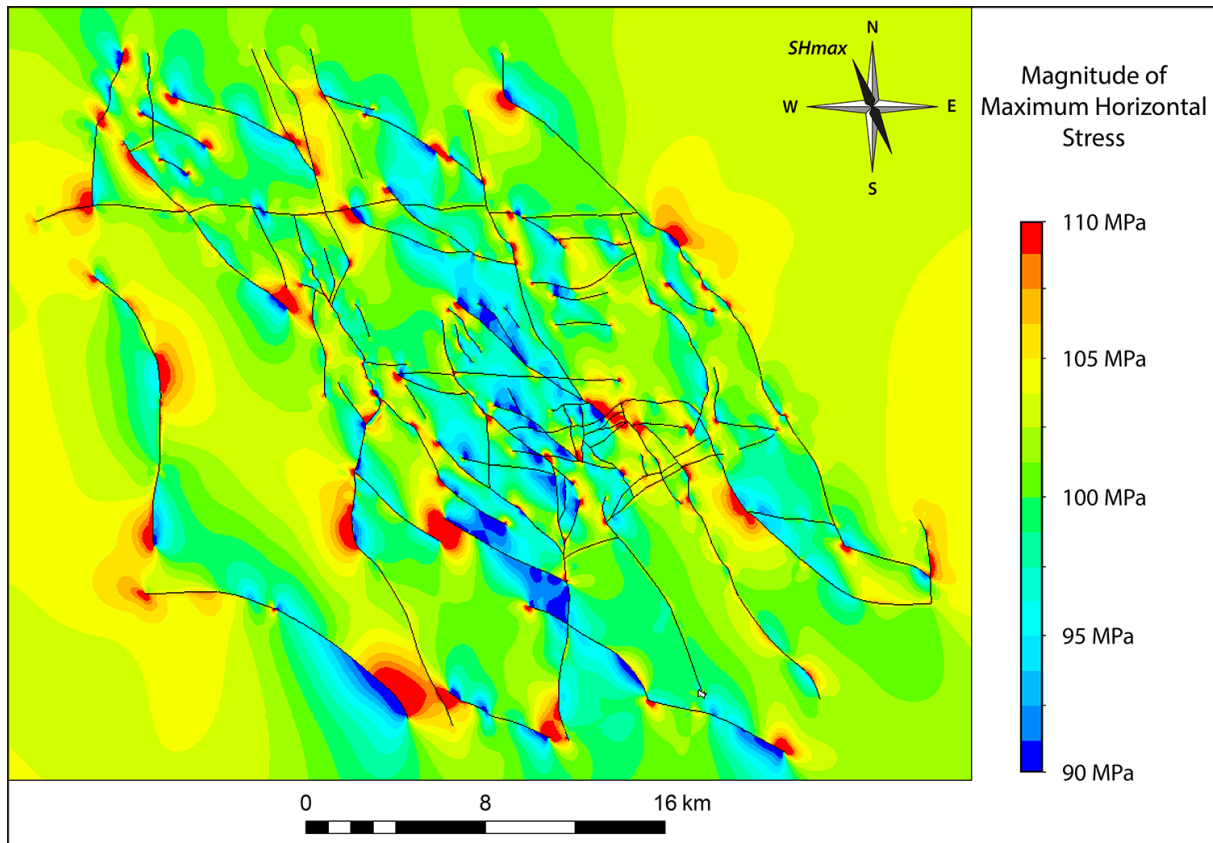 N
SHmax
W
E
S
Magnitude of
Maximum Horizontal
Stress
110 MPa
105 MPa
100 MPa
95 MPa
90 MPa
0 8 16 km